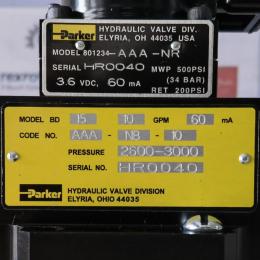 Parker
HYDRAULIC VALVE DIV.
ELYRIA, OH 44035 USA
MODEL 801234-AAA-NR
SERIAL HR0040 MWP 500PSI
(34 BAR)
3.6 VDC, 60 mA RET 200PSI
MODEL BD 15 10 GPM 60 mA
CODE NO. AAA - NB - 10
PRESSURE 2600-3000
SERIAL NO. HR0040
Parker
HYDRAULIC VALVE DIVISION
ELYRIA, OHIO 44035